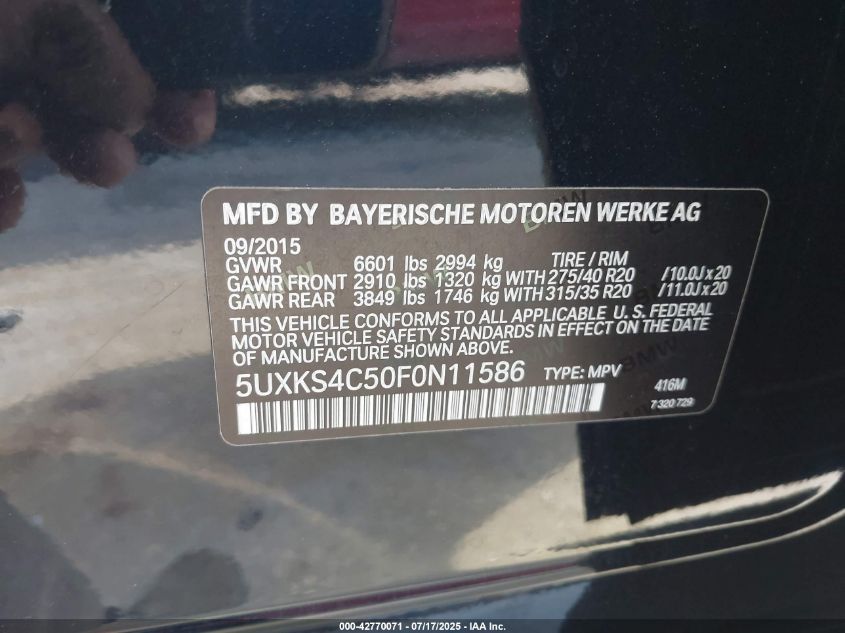 MFD BY BAYERISCHE MOTOREN WERKE AG
09/2015
GVWR 6601 lbs 2994 kg TIRE / RIM
GAWR FRONT 2910 lbs 1320 kg WITH 275/40 R20 /10.0J x 20
GAWR REAR 3849 lbs 1746 kg WITH 315/35 R20 /11.0J x 20
THIS VEHICLE CONFORMS TO ALL APPLICABLE U. S. FEDERAL
MOTOR VEHICLE SAFETY STANDARDS IN EFFECT ON THE DATE
OF MANUFACTURE SHOWN ABOVE.
5UXKS4C50F0N11586 TYPE: MPV 416M
7 320 729
000-42770071 / 07/17/2025 / IAA Inc.